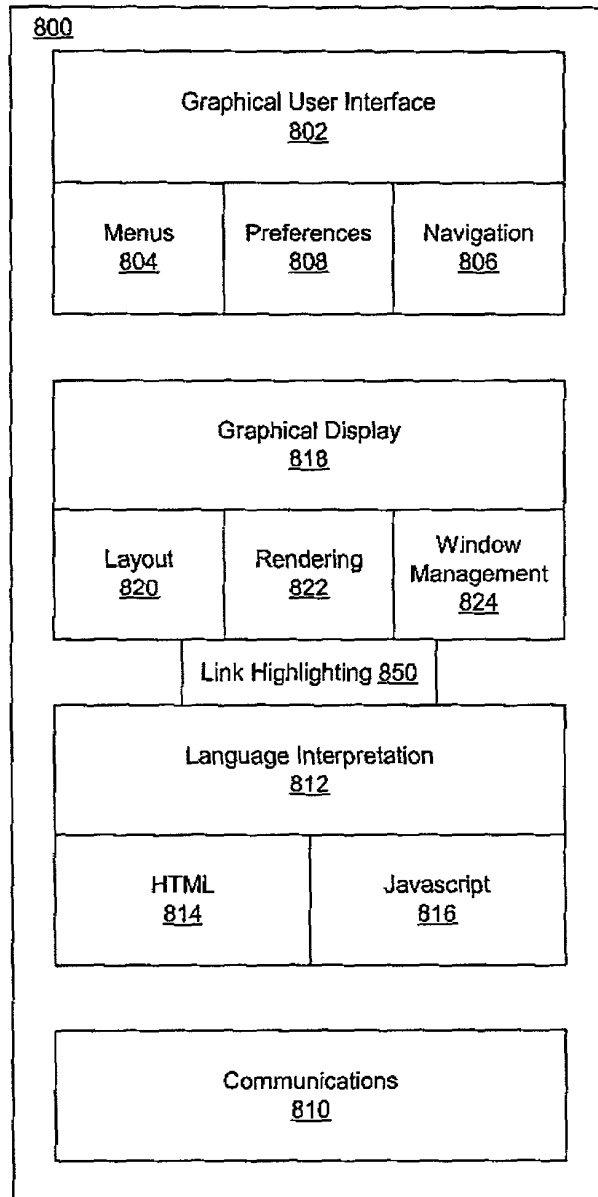 800
Graphical User Interface
802
Menus
804
Preferences
808
Navigation
806
Graphical Display
818
Layout
820
Rendering
822
Window
Management
824
Link Highlighting 850
Language Interpretation
812
HTML
814
Javascript
816
Communications
810